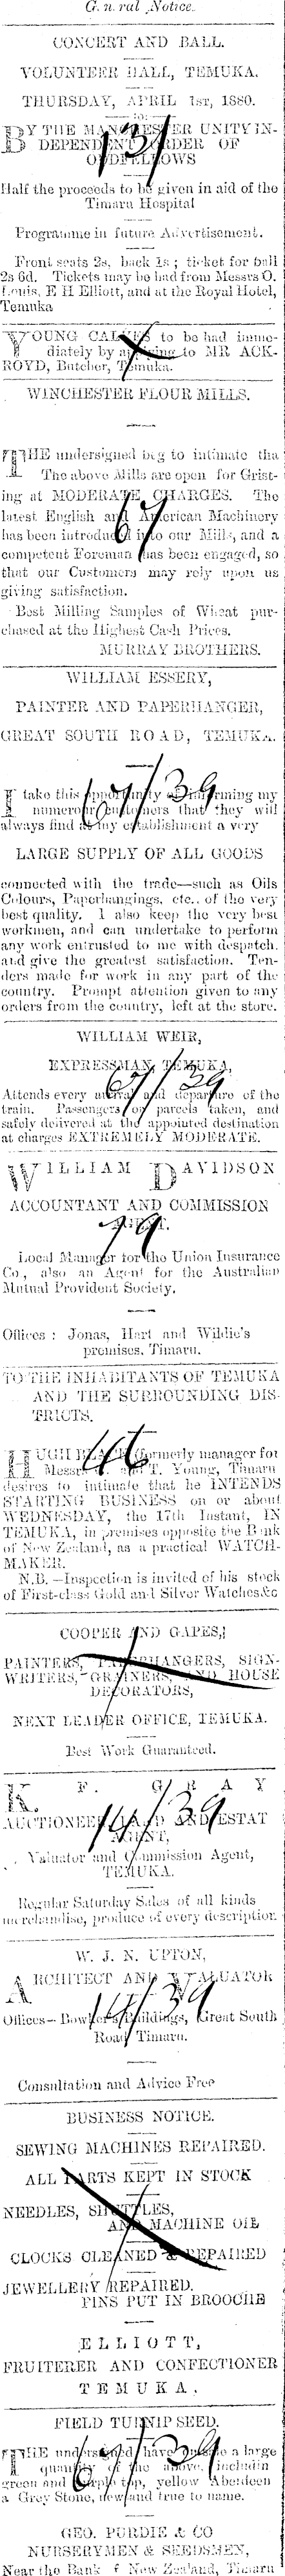 G. n. ral Notice.
CONCERT AND BALL.
VOLUNTEER HALL, TEMUKA.
THURSDAY, APRIL 1ST, 1880.
131
BY THE MANCHESTER UNITY IN-
DEPENDENT ORDER OF
ODDFELLOWS
Half the proceeds to be given in aid of the
Timaru Hospital
Programme in future Advertisement.
Front seats 2s, back 1s ; ticket for ball
2s 6d. Tickets may be had from Messrs O.
Louis, E H Elliott, and at the Royal Hotel,
Temuka
YOUNG CALVES to be had imme-
diately by applying to MR ACK-
ROYD, Butcher, Temuka.
WINCHESTER FLOUR MILLS.
THE undersigned beg to intimate tha
The above Mills are open for Grist-
ing at MODERATE CHARGES. The
latest English and American Machinery
67
has been introduced into our Mills, and a
competent Foreman has been engaged, so
that our Customers may rely upon us
giving satisfaction.
Best Milling Samples of Wheat pur-
chased at the Highest Cash Prices.
MURRAY BROTHERS.
WILLIAM ESSERY,
PAINTER AND PAPERHANGER,
GREAT SOUTH ROAD, TEMUKA.
67/39
I take this opportunity of informing my
numerous customers that they will
always find at my establishment a very
LARGE SUPPLY OF ALL GOODS
connected with the trade—such as Oils
Colours, Paperhangings, etc., of the very
best quality. I also keep the very best
workmen, and can undertake to perform
any work entrusted to me with despatch,
and give the greatest satisfaction. Ten-
ders made for work in any part of the
country. Prompt attention given to any
orders from the country, left at the store.
WILLIAM WEIR,
EXPRESSMAN, TEMUKA,
67/39
Attends every arrival and departure of the
train. Passengers or parcels taken, and
safely delivered at the appointed destination
at charges EXTREMELY MODERATE.
WILLIAM DAVIDSON
ACCOUNTANT AND COMMISSION
AGENT.
79
Local Manager for the Union Insurance
Co., also an Agent for the Australian
Mutual Provident Society.
Offices : Jonas, Hart and Wildie's
premises, Timaru.
TO THE INHABITANTS OF TEMUKA
AND THE SURROUNDING DIS-
TRICTS.
46
HUGH formerly manager for
Messrs and T. Young, Timaru
desires to intimate that he INTENDS
STARTING BUSINESS on or about
WEDNESDAY, the 17th Instant, IN
TEMUKA, in premises opposite the Bank
of New Zealand, as a practical WATCH-
MAKER.
N.B.—Inspection is invited of his stock
of First-class Gold and Silver Watches&c
COOPER AND GAPES,
PAINTERS, PAPERHANGERS, SIGN-
WRITERS, GRAINERS, AND HOUSE
DECORATORS,
NEXT LEADER OFFICE, TEMUKA.
Best Work Guaranteed.
K. F. GRAY
AUCTIONEER LAND AND ESTAT
AGENT,
14/39
Valuator and Commission Agent,
TEMUKA.
Regular Saturday Sales of all kinds
merchandise, produce of every description
W. J. N. UPTON,
ARCHITECT AND VALUATOR
14/39
Offices—Bowker's Buildings, Great South
Road Timaru.
Consultation and Advice Free
BUSINESS NOTICE.
SEWING MACHINES REPAIRED.
ALL PARTS KEPT IN STOCK
NEEDLES, SHUTTLES,
AND MACHINE OIL
CLOCKS CLEANED & REPAIRED
JEWELLERY REPAIRED.
PINS PUT IN BROOCHE
ELLIOTT,
FRUITERER AND CONFECTIONER
TEMUKA.
FIELD TURNIP SEED.
67/39
THE undersigned have outside a large
quantity of the above, includin
green and purple top, yellow Aberdeen
a Grey Stone, new and true to name.
GEO. PURDIE & CO
NURSERYMEN & SEEDSMEN,
Near the Bank f New Zealand, Timaru